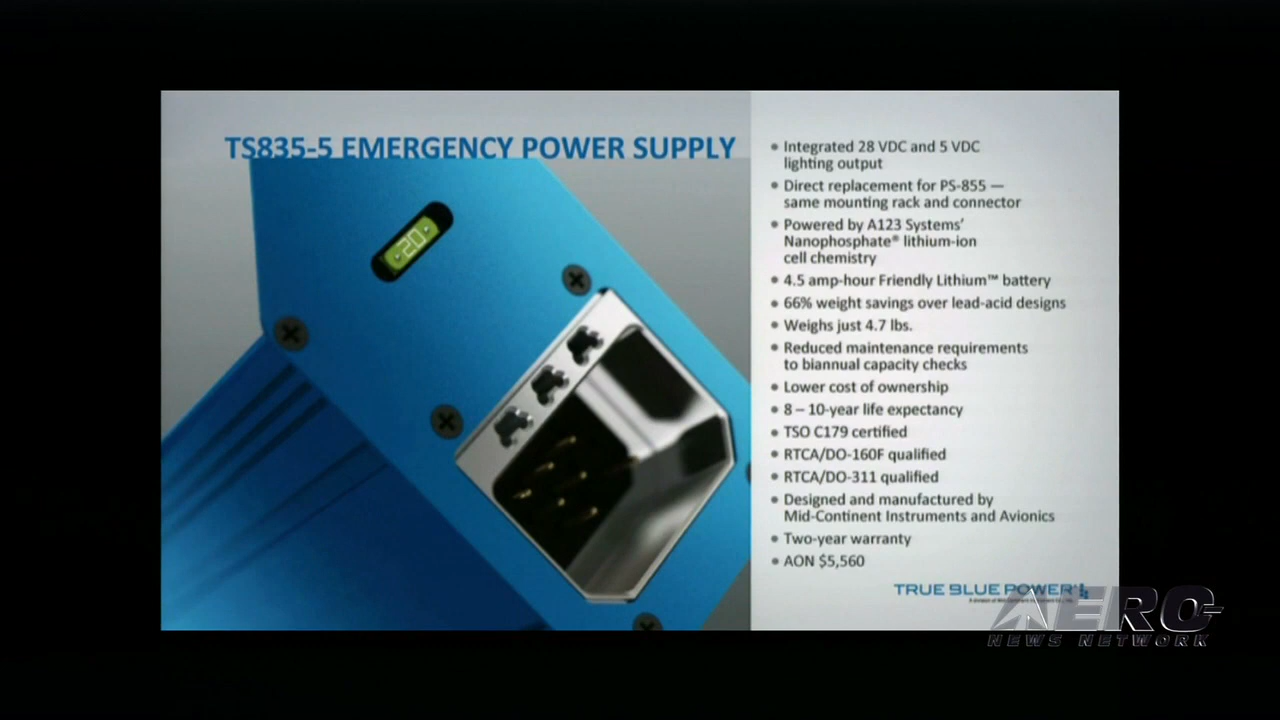 TS835-5 EMERGENCY POWER SUPPLY
20
• Integrated 28 VDC and 5 VDC
lighting output
• Direct replacement for PS-855 —
same mounting rack and connector
• Powered by A123 Systems’
Nanophosphate® lithium-ion
cell chemistry
• 4.5 amp-hour Friendly Lithium™ battery
• 66% weight savings over lead-acid designs
• Weighs just 4.7 lbs.
• Reduced maintenance requirements
to biannual capacity checks
• Lower cost of ownership
• 8 – 10-year life expectancy
• TSO C179 certified
• RTCA/DO-160F qualified
• RTCA/DO-311 qualified
• Designed and manufactured by
Mid-Continent Instruments and Avionics
• Two-year warranty
• AON $5,560
TRUE BLUE POWER
AERO-
NEWS NETWORK